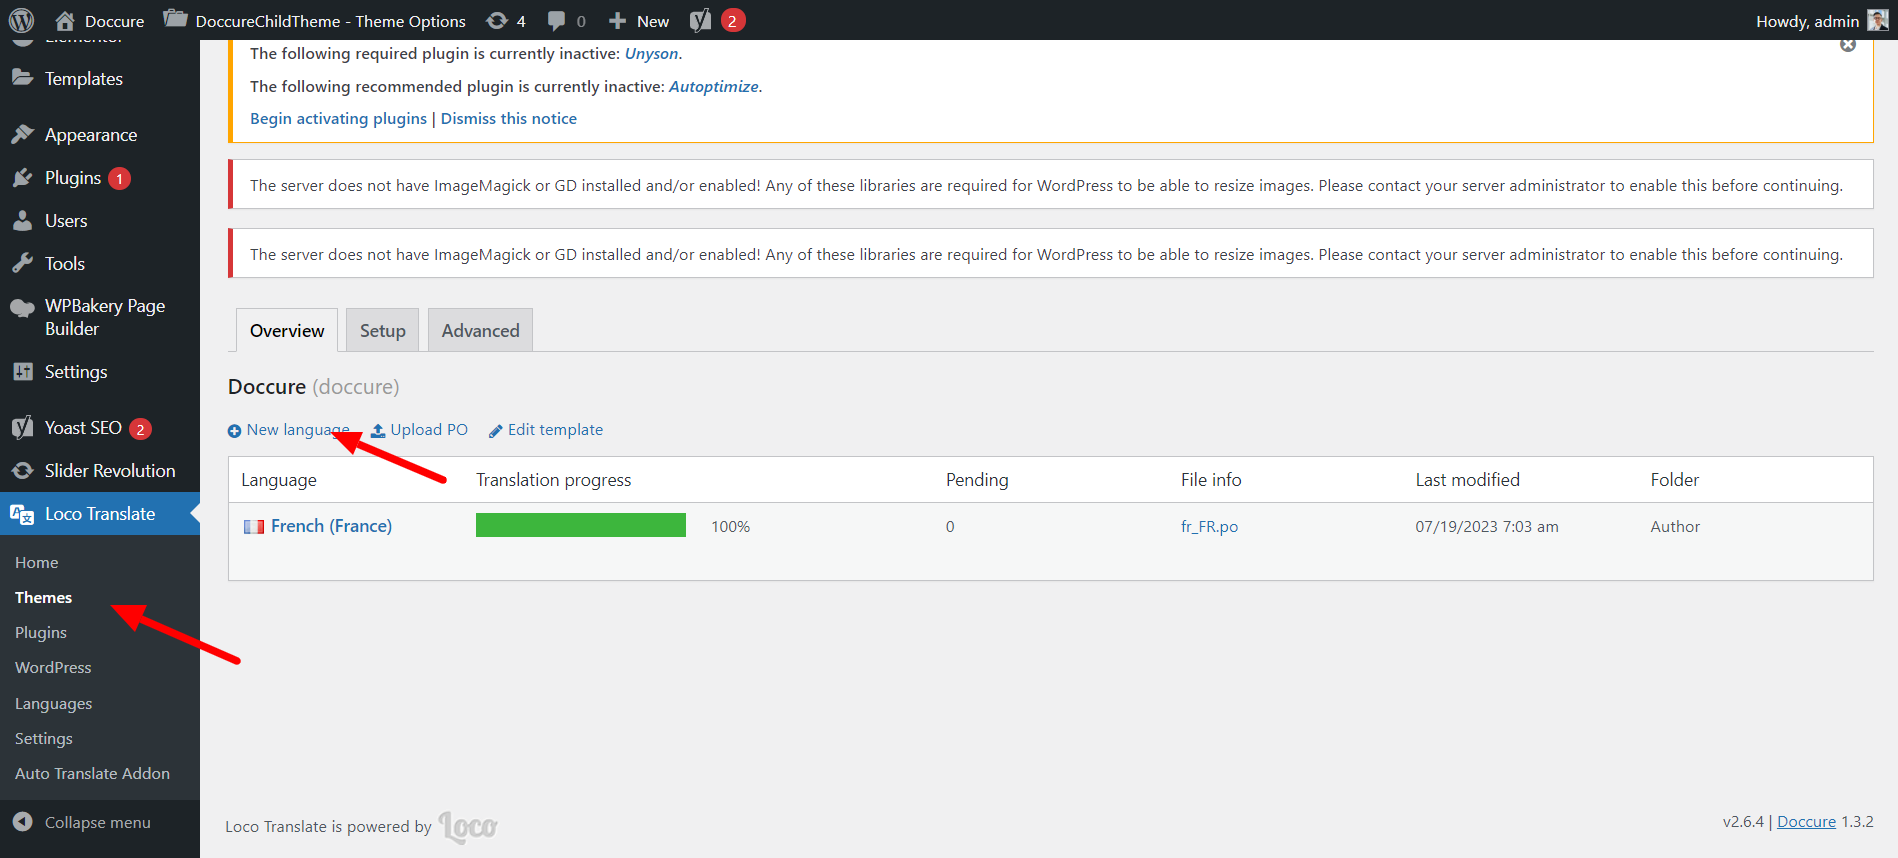 Doccure
DoccureChildTheme - Theme Options
4
0
New
2
Howdy, admin
Elementor
Templates
Appearance
Plugins 1
Users
Tools
WPBakery Page
Builder
Settings
Yoast SEO 2
Slider Revolution
Loco Translate
Home
Themes
Plugins
WordPress
Languages
Settings
Auto Translate Addon
Collapse menu
The following required plugin is currently inactive: Unyson.
The following recommended plugin is currently inactive: Autoptimize.
Begin activating plugins | Dismiss this notice
The server does not have ImageMagick or GD installed and/or enabled! Any of these libraries are required for WordPress to be able to resize images. Please contact your server administrator to enable this before continuing.
The server does not have ImageMagick or GD installed and/or enabled! Any of these libraries are required for WordPress to be able to resize images. Please contact your server administrator to enable this before continuing.
Overview Setup Advanced
Doccure (doccure)
New language Upload PO Edit template
Language Translation progress Pending File info Last modified Folder
French (France) 100% 0 fr_FR.po 07/19/2023 7:03 am Author
Loco Translate is powered by Loco
v2.6.4 | Doccure 1.3.2